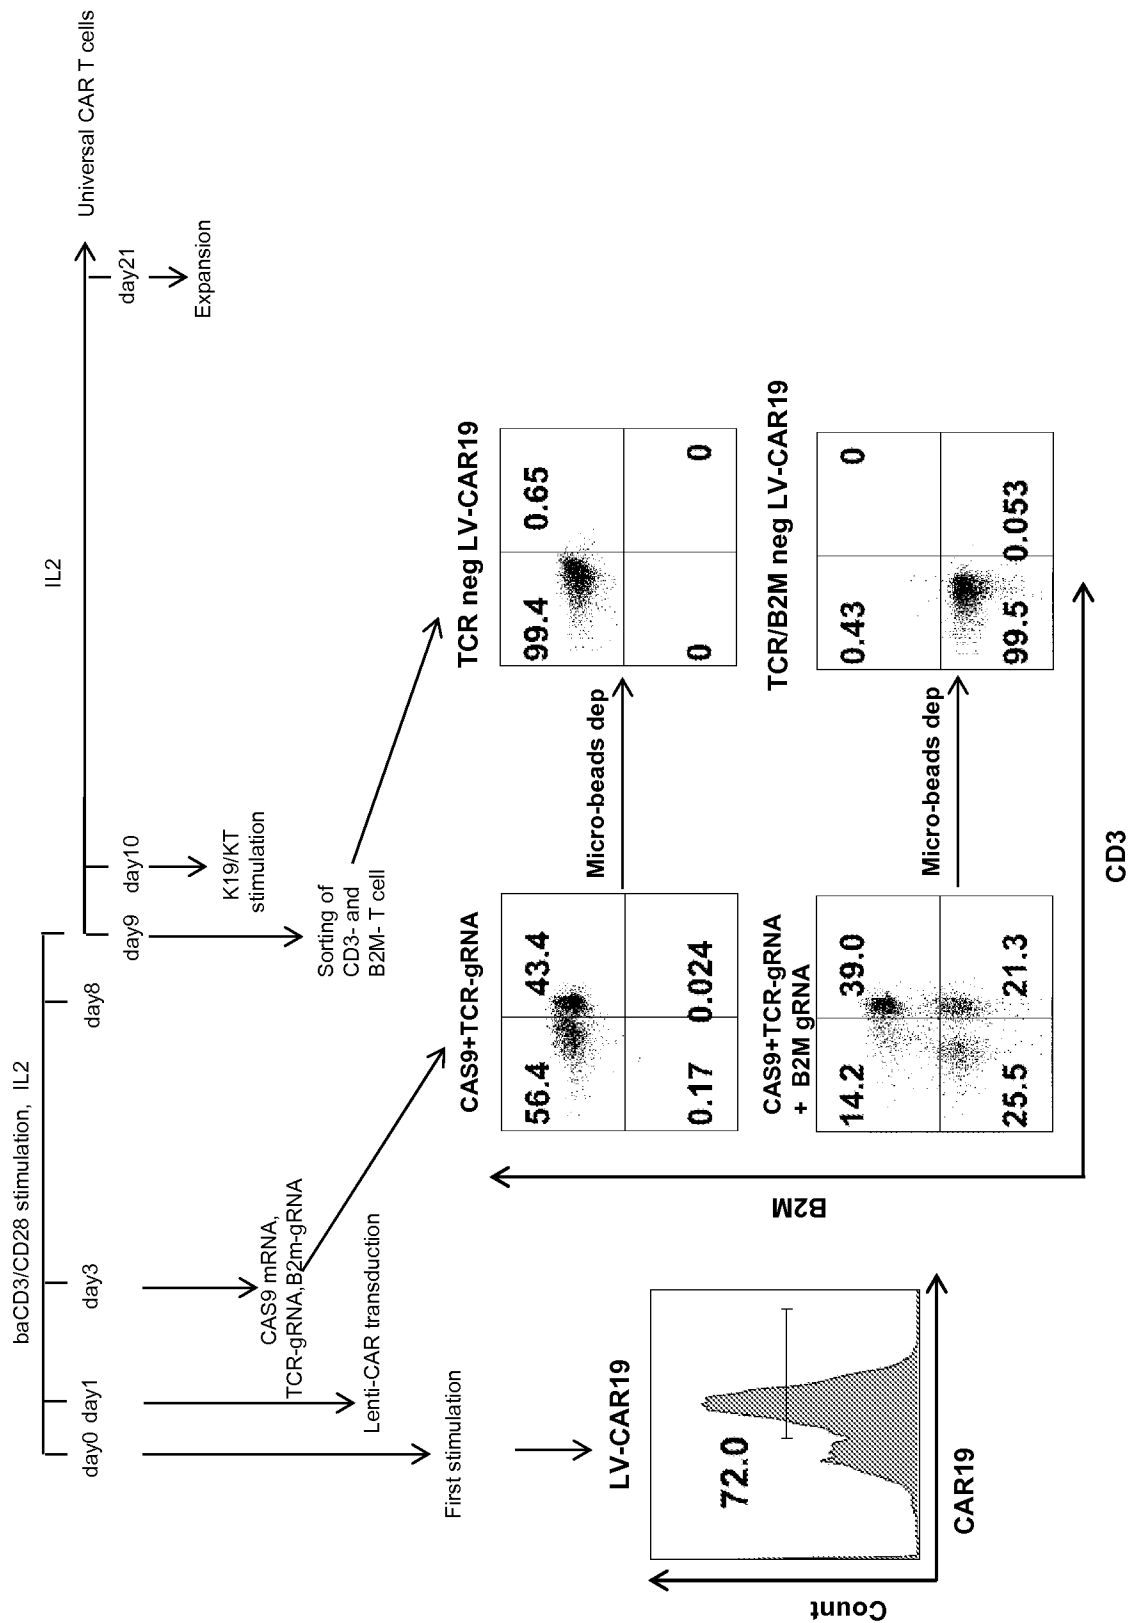 baCD3/CD28 stimulation, IL2
IL2
Universal CAR T cells
day0 day1
day3
day8
day9
day10
day21
K19/KT
stimulation
Expansion
CAS9 mRNA,
TCR-gRNA,B2m-gRNA
Sorting of
CD3- and
B2M- T cell
Lenti-CAR transduction
First stimulation
CAS9+TCR-gRNA
TCR neg LV-CAR19
56.4 43.4
99.4 0.65
Micro-beads dep
0.17 0.024
0 0
LV-CAR19
72.0
Count
CAR19
B2M
CAS9+TCR-gRNA
+ B2M gRNA
TCR/B2M neg LV-CAR19
14.2 39.0
0.43 0
Micro-beads dep
25.5 21.3
99.5 0.053
CD3